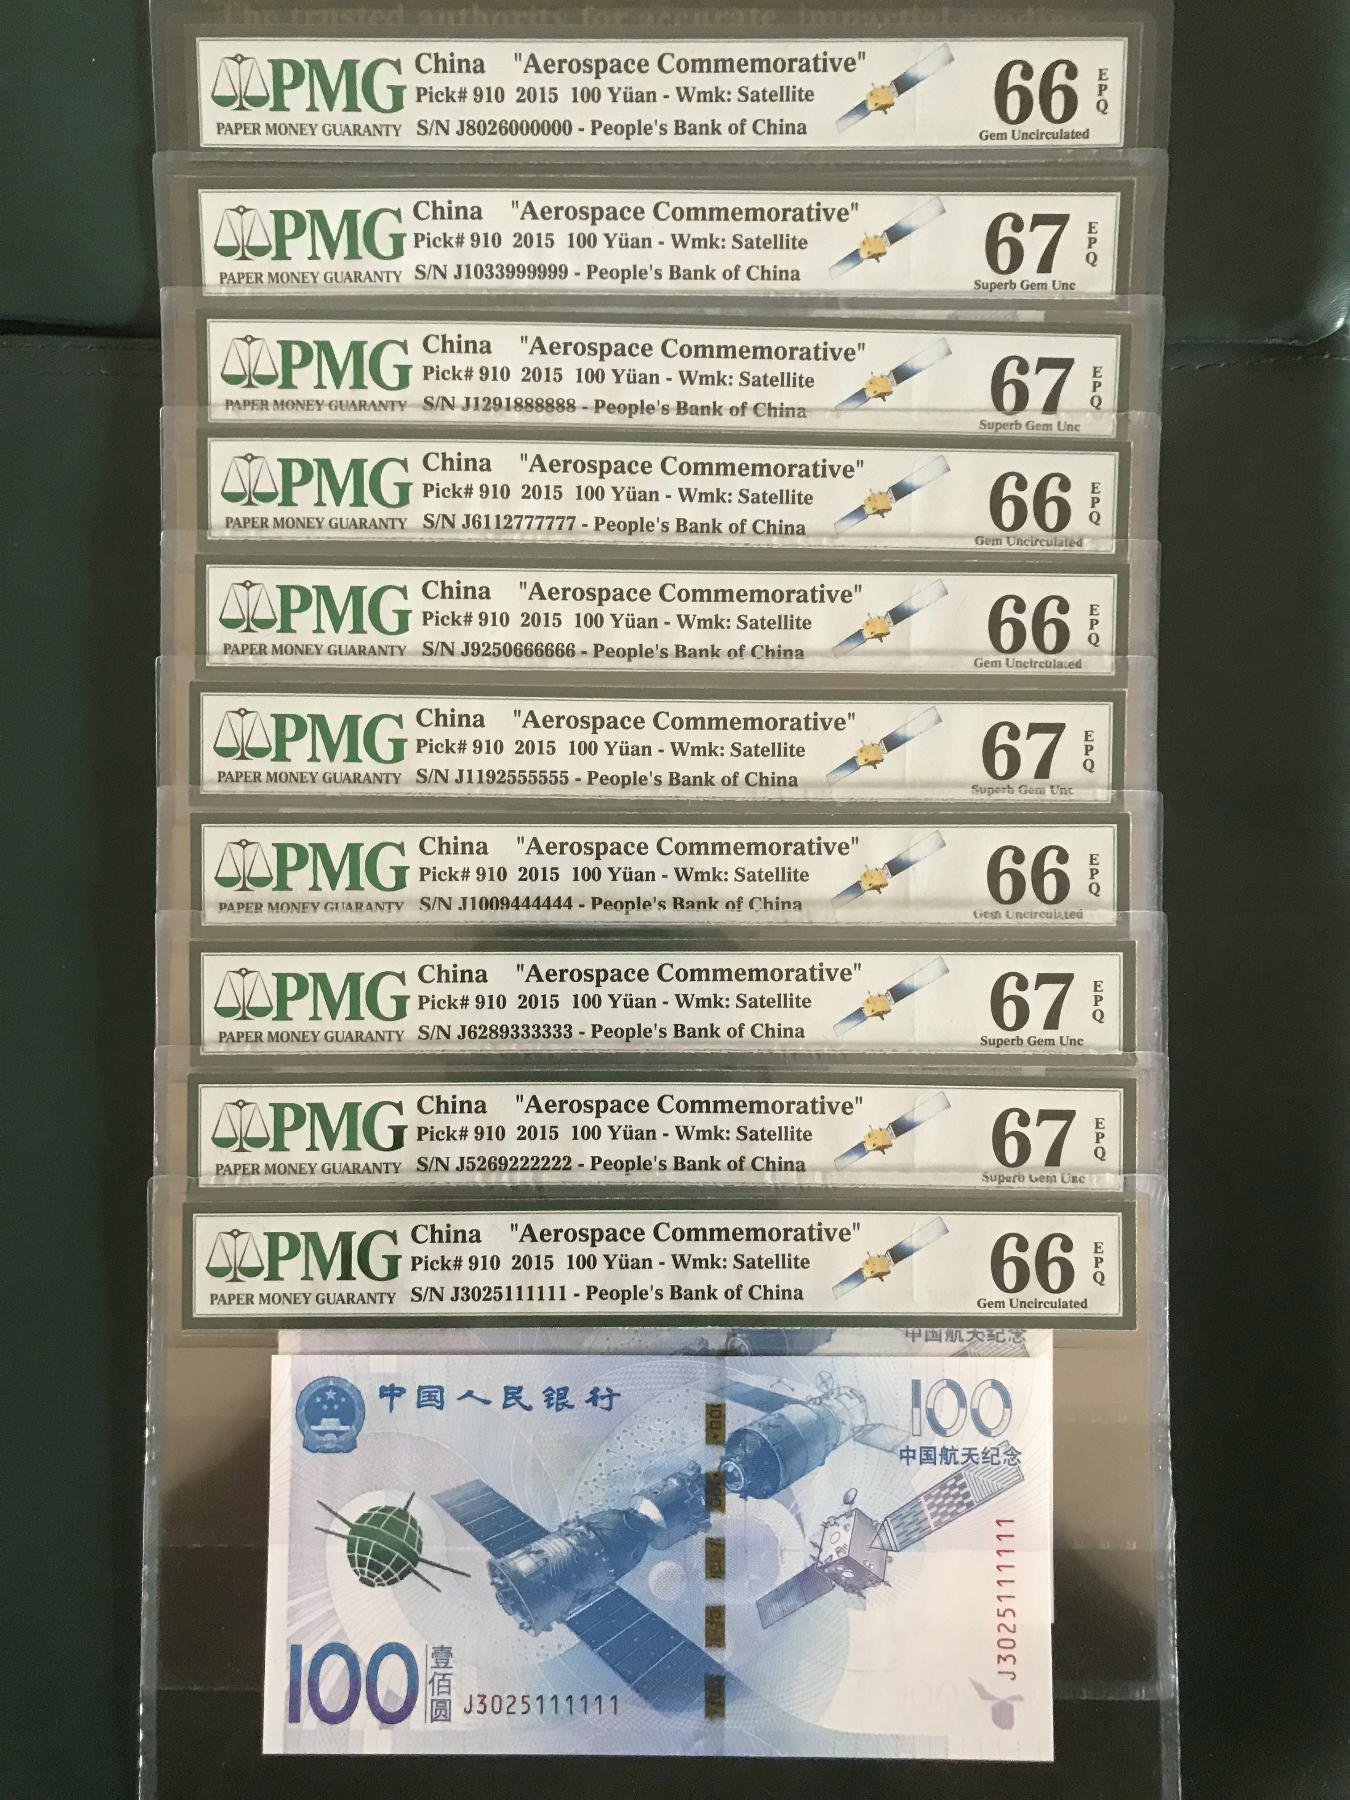 The trusted authority for accurate, impartial grading
PMG
PAPER MONEY GUARANTY
China "Aerospace Commemorative"
Pick# 910 2015 100 Yüan - Wmk: Satellite
S/N J8026000000 - People's Bank of China
66
EPQ
Gem Uncirculated
PMG
PAPER MONEY GUARANTY
China "Aerospace Commemorative"
Pick# 910 2015 100 Yüan - Wmk: Satellite
S/N J1033999999 - People's Bank of China
67
EPQ
Superb Gem Unc
PMG
PAPER MONEY GUARANTY
China "Aerospace Commemorative"
Pick# 910 2015 100 Yüan - Wmk: Satellite
S/N J1291888888 - People's Bank of China
67
EPQ
Superb Gem Unc
PMG
PAPER MONEY GUARANTY
China "Aerospace Commemorative"
Pick# 910 2015 100 Yüan - Wmk: Satellite
S/N J6112777777 - People's Bank of China
66
EPQ
Gem Uncirculated
PMG
PAPER MONEY GUARANTY
China "Aerospace Commemorative"
Pick# 910 2015 100 Yüan - Wmk: Satellite
S/N J9250666666 - People's Bank of China
66
EPQ
Gem Uncirculated
PMG
PAPER MONEY GUARANTY
China "Aerospace Commemorative"
Pick# 910 2015 100 Yüan - Wmk: Satellite
S/N J1192555555 - People's Bank of China
67
EPQ
Superb Gem Unc
PMG
PAPER MONEY GUARANTY
China "Aerospace Commemorative"
Pick# 910 2015 100 Yüan - Wmk: Satellite
S/N J1009444444 - People's Bank of China
66
EPQ
Gem Uncirculated
PMG
PAPER MONEY GUARANTY
China "Aerospace Commemorative"
Pick# 910 2015 100 Yüan - Wmk: Satellite
S/N J6289333333 - People's Bank of China
67
EPQ
Superb Gem Unc
PMG
PAPER MONEY GUARANTY
China "Aerospace Commemorative"
Pick# 910 2015 100 Yüan - Wmk: Satellite
S/N J5269222222 - People's Bank of China
67
EPQ
Superb Gem Unc
PMG
PAPER MONEY GUARANTY
China "Aerospace Commemorative"
Pick# 910 2015 100 Yüan - Wmk: Satellite
S/N J3025111111 - People's Bank of China
66
EPQ
Gem Uncirculated
中国航天纪念
中国人民银行
100
中国航天纪念
J3025111111
100
壹佰圆
J3025111111